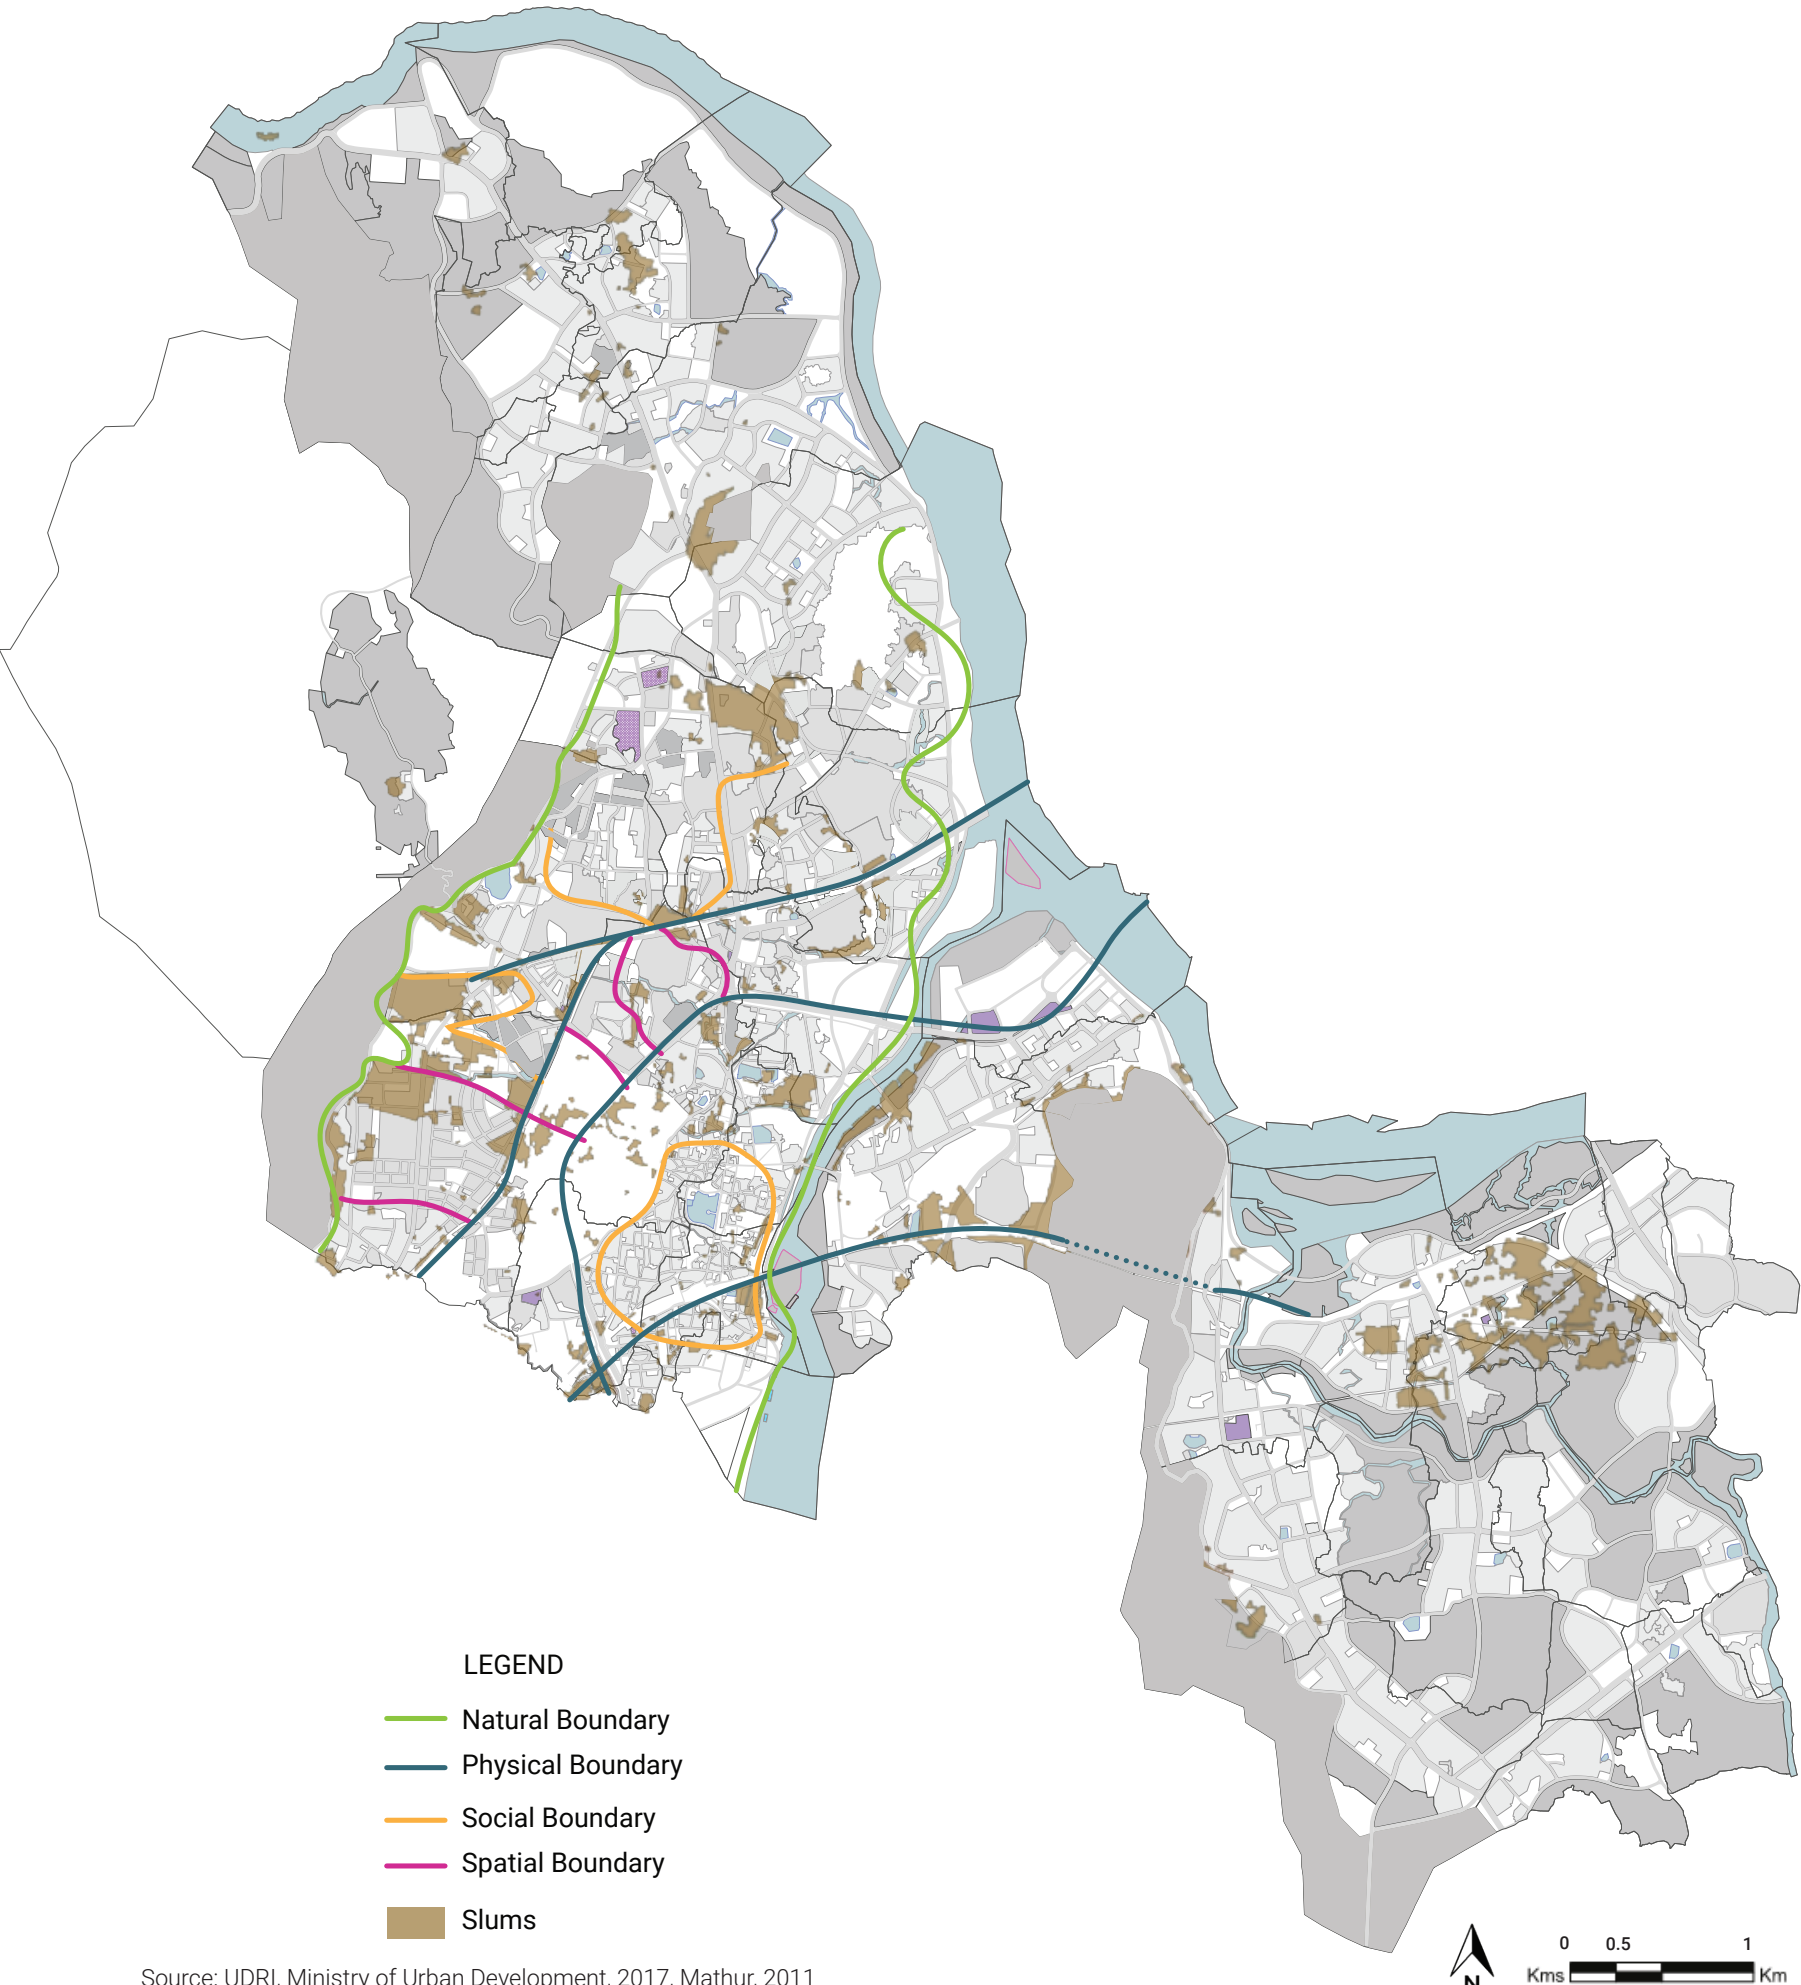 LEGEND
Natural Boundary
Physical Boundary
Social Boundary
Spatial Boundary
Slums
Source: UDRI, Ministry of Urban Development, 2017, Mathur, 2011
N
0 0.5 1
Kms Km